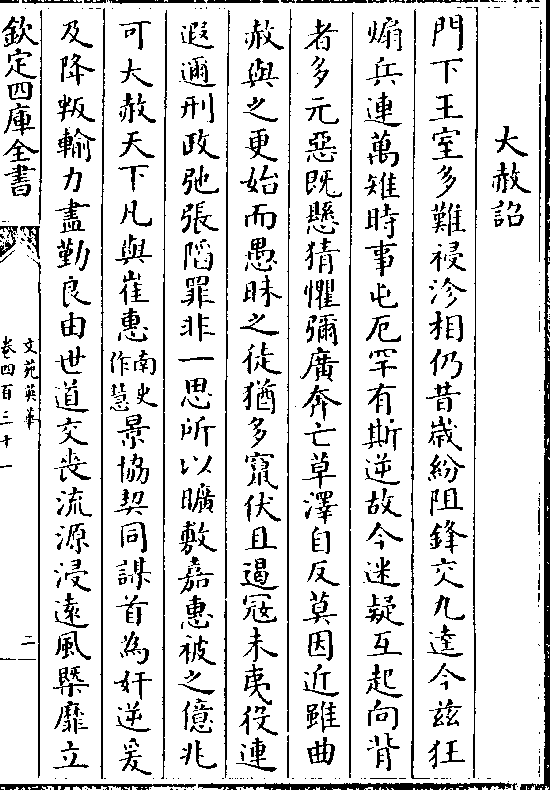 大赦詔
門下王室多難祲沴相仍昔歲紛阻鋒交九達今兹狂
煽兵連萬雉時事屯厄罕有斯逆故令迷疑互起向背
者多元惡既懸猜懼彌廣奔亡草澤自反莫因近雖曲
赦與之更始而愚昧之徒猶多竄伏且遏寇未夷役連
遐邇刑政弛張陷罪非一思所以曠敷嘉惠被之億兆
可大赦天下凡與崔惠南史作慧景協契同謀首為奸逆爰
及降叛輸力盡勤良由世道交喪流源浸遠風槩靡立
欽定四庫全書
文苑英華
卷四百三十一
二